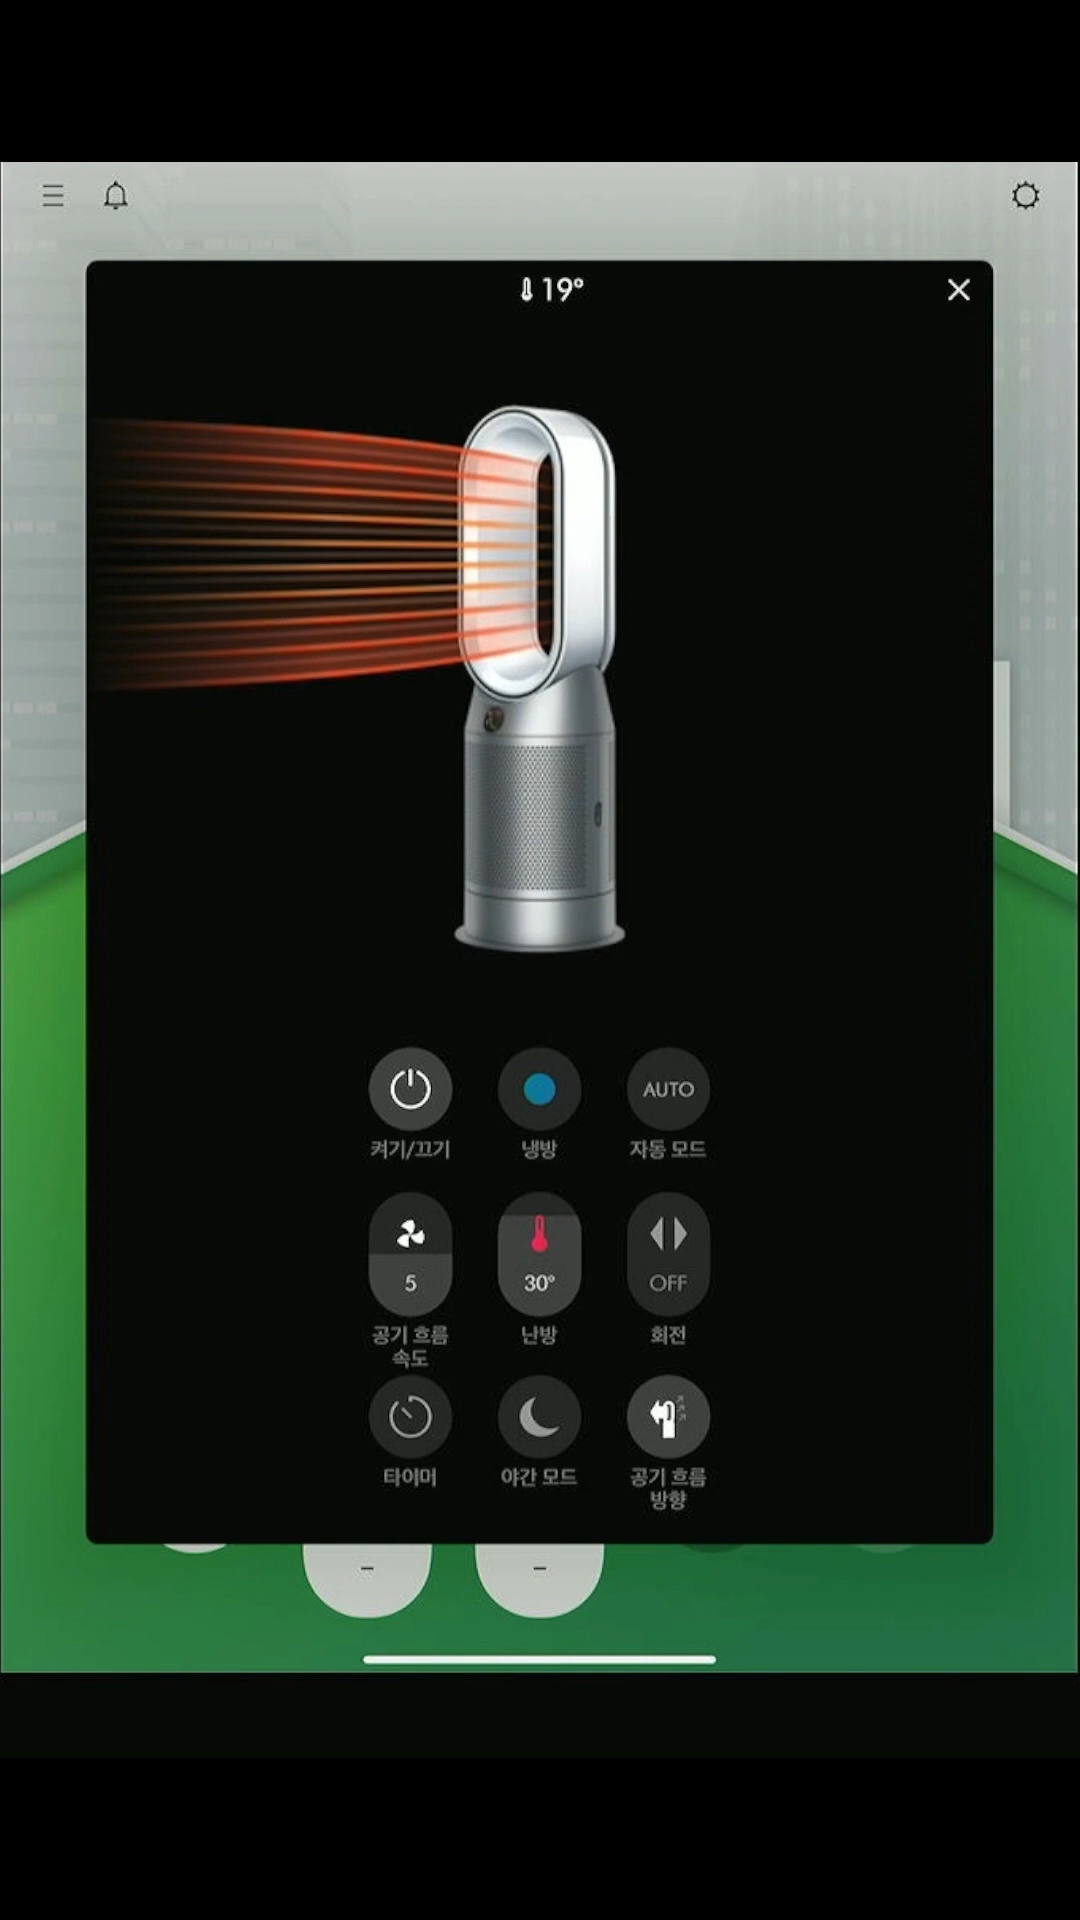 19°
켜기/끄기
냉방
AUTO
자동 모드
5
공기 흐름
속도
30°
난방
OFF
회전
타이머
야간 모드
공기 흐름
방향
-
-